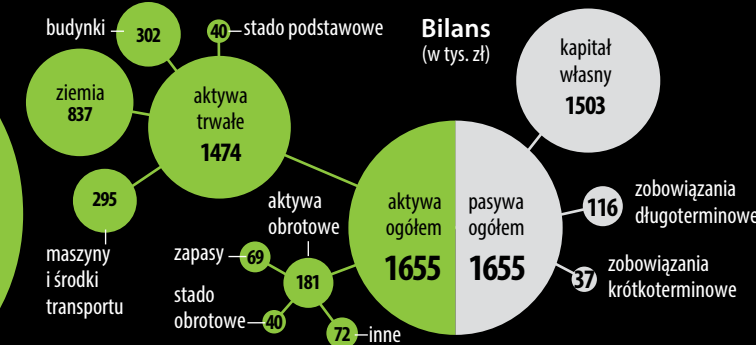 Bilans
(w tys. zł)
budynki
302
40
stado podstawowe
ziemia
837
aktywa
trwałe
1474
295
maszyny
i środki
transportu
aktywa
obrotowe
181
zapasy
69
stado
obrotowe
40
72
inne
aktywa
ogółem
1655
pasywa
ogółem
1655
kapitał
własny
1503
116
zobowiązania
długoterminowe
37
zobowiązania
krótkoterminowe